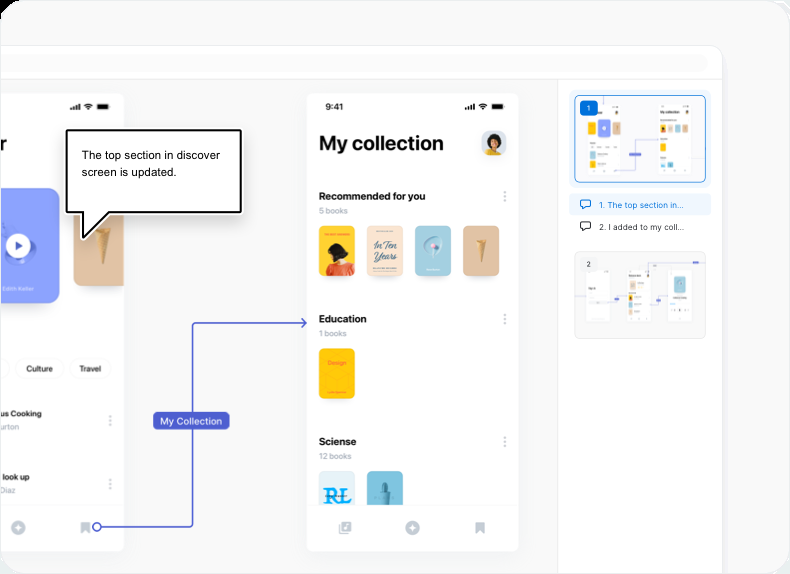 r
The top section in discover
screen is updated.
Edith Keller
Culture
Travel
us Cooking
urton
look up
Diaz
My Collection
9:41
My collection
Recommended for you
5 books
In Ten
Years
Education
1 books
Design
Sciense
12 books
RL
1
1. The top section in...
2. I added to my coll...
2